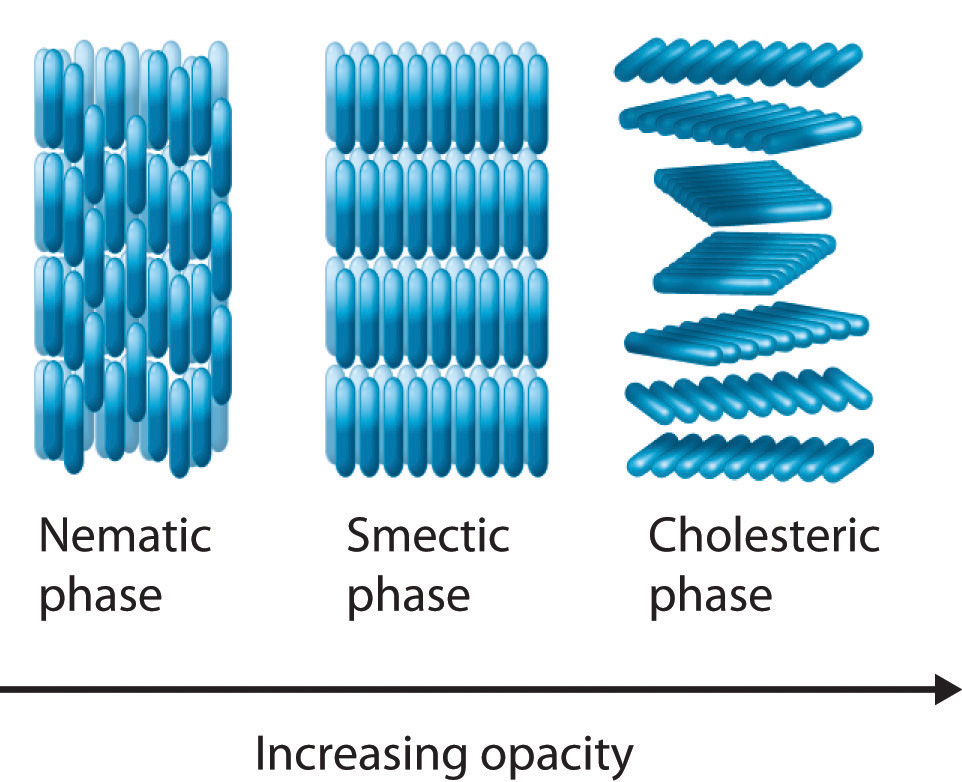 Nematic
phase
Smectic
phase
Cholesteric
phase
Increasing opacity